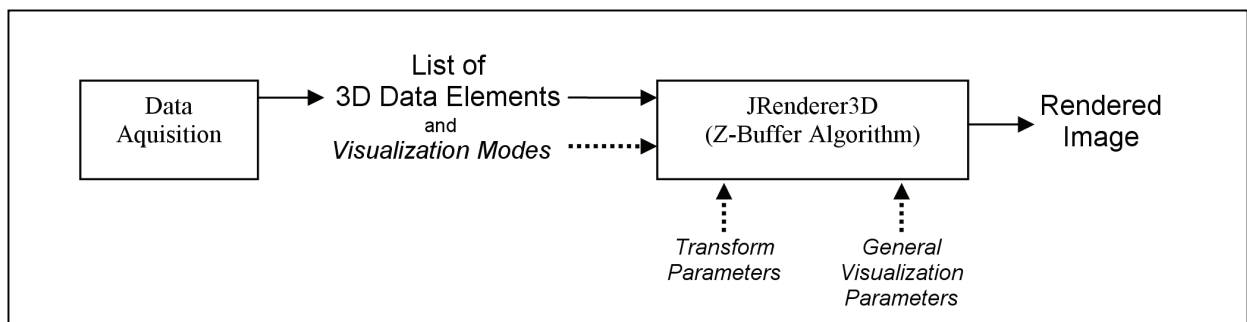 Data
Aquisition
List of
3D Data Elements
and
Visualization Modes
JRenderer3D
(Z-Buffer Algorithm)
Rendered
Image
Transform
Parameters
General
Visualization
Parameters